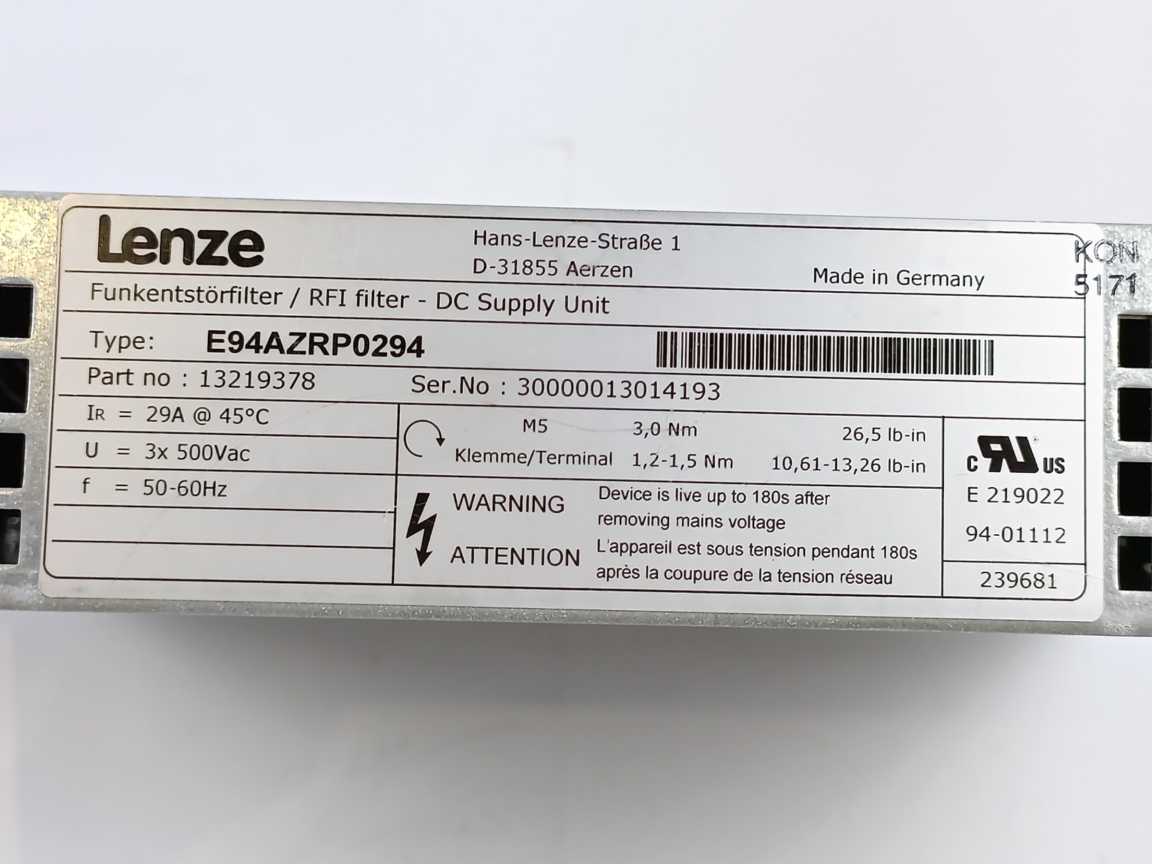 Lenze
Hans-Lenze-Straße 1
D-31855 Aerzen
Made in Germany
KON
5171
Funkentstörfilter / RFI filter - DC Supply Unit
Type: E94AZRP0294
Part no : 13219378 Ser.No : 30000013014193
IR = 29A @ 45°C
U = 3x 500Vac
f = 50-60Hz
M5 3,0 Nm 26,5 lb-in
Klemme/Terminal 1,2-1,5 Nm 10,61-13,26 lb-in
WARNING
Device is live up to 180s after
removing mains voltage
ATTENTION
L'appareil est sous tension pendant 180s
après la coupure de la tension réseau
c RU US
E 219022
94-01112
239681